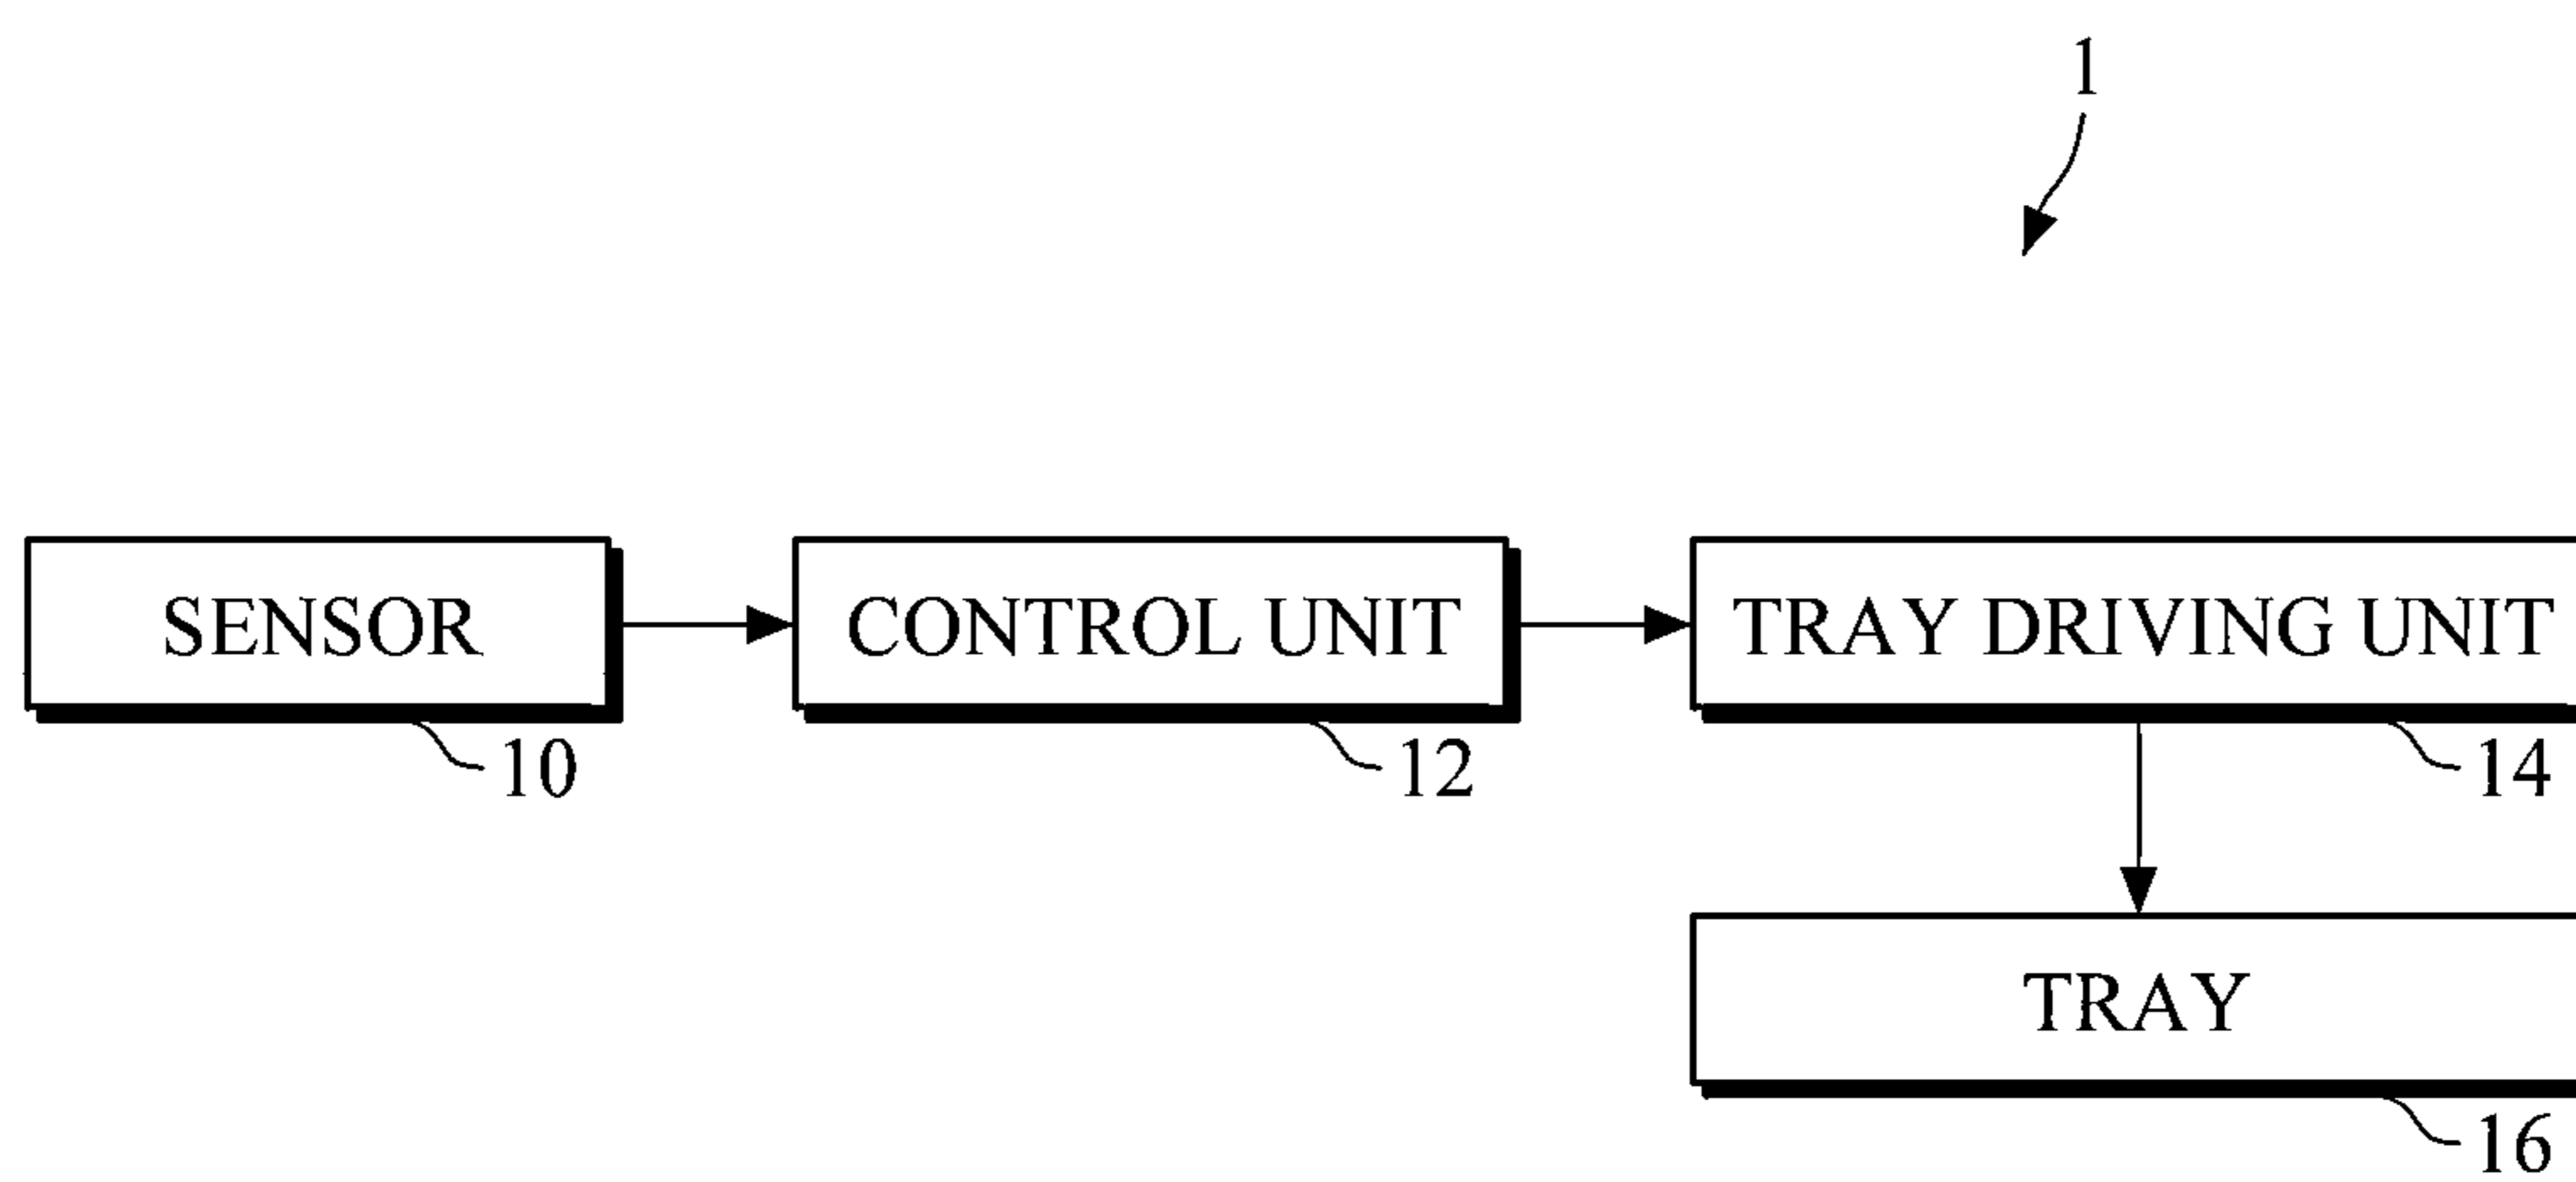 1
SENSOR
CONTROL UNIT
TRAY DRIVING UNIT
10
12
14
TRAY
16